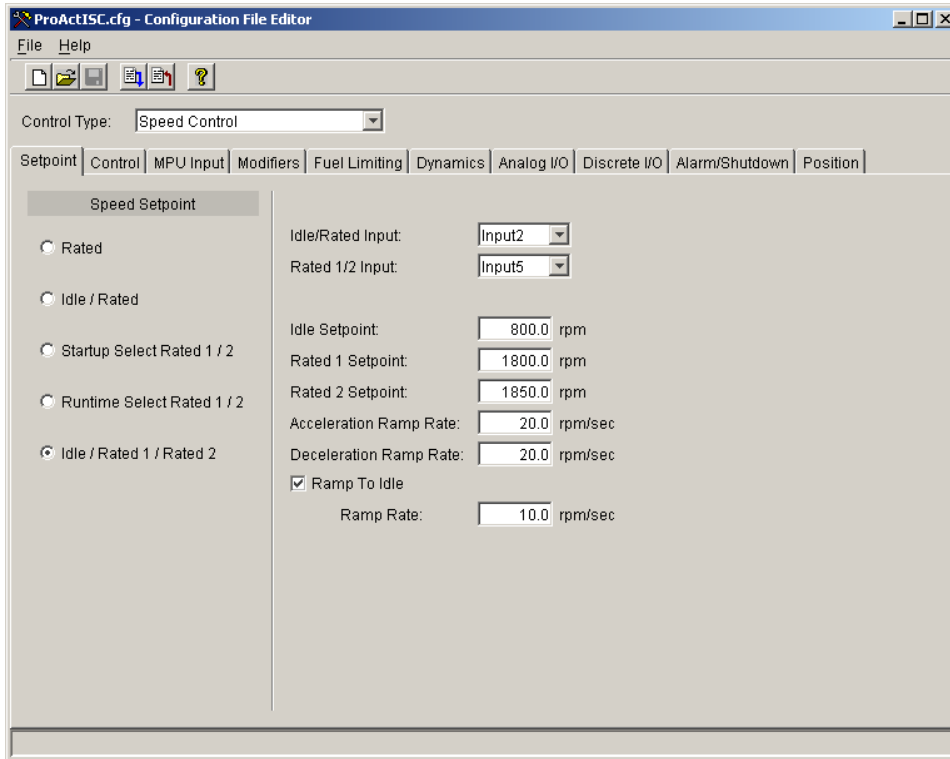 ProActISC.cfg - Configuration File Editor
File Help
Control Type: Speed Control
Setpoint Control MPU Input Modifiers Fuel Limiting Dynamics Analog I/O Discrete I/O Alarm/Shutdown Position
Speed Setpoint
Rated
Idle / Rated
Startup Select Rated 1 / 2
Runtime Select Rated 1 / 2
Idle / Rated 1 / Rated 2
Idle/Rated Input: Input2
Rated 1/2 Input: Input5
Idle Setpoint: 800.0 rpm
Rated 1 Setpoint: 1800.0 rpm
Rated 2 Setpoint: 1850.0 rpm
Acceleration Ramp Rate: 20.0 rpm/sec
Deceleration Ramp Rate: 20.0 rpm/sec
Ramp To Idle
Ramp Rate: 10.0 rpm/sec